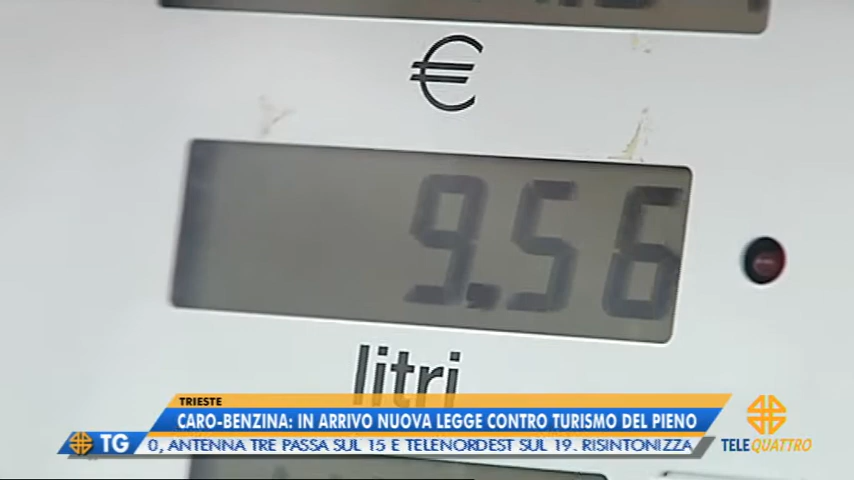 €
9.56
litri
TRIESTE
CARO-BENZINA: IN ARRIVO NUOVA LEGGE CONTRO TURISMO DEL PIENO
TG
0, ANTENNA TRE PASSA SUL 15 E TELENORDEST SUL 19. RISINTONIZZA
TELEQUATTRO